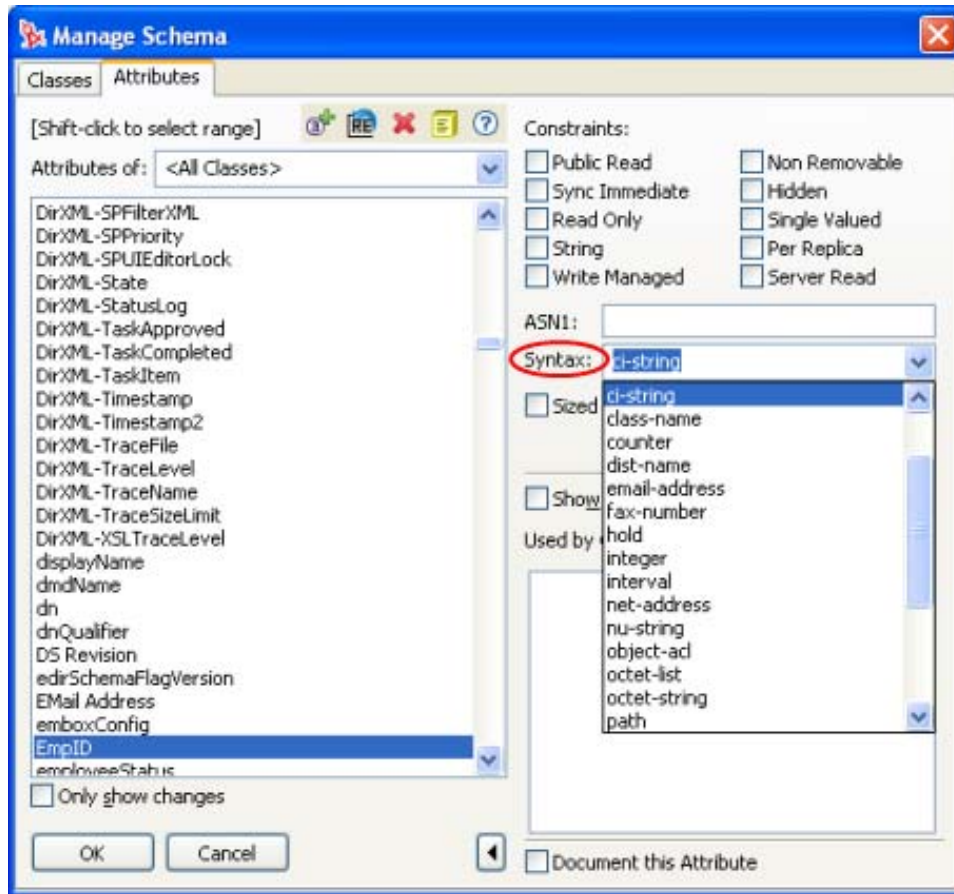 Manage Schema
Classes
Attributes
[Shift-click to select range]
RE
Attributes of:
<All Classes>
DirXML-SPFilterXML
DirXML-SPPriority
DirXML-SPUIEditorLock
DirXML-State
DirXML-StatusLog
DirXML-TaskApproved
DirXML-TaskCompleted
DirXML-TaskItem
DirXML-Timestamp
DirXML-Timestamp2
DirXML-TraceFile
DirXML-TraceLevel
DirXML-TraceName
DirXML-TraceSizeLimit
DirXML-XSLTraceLevel
displayName
dmdName
dn
dnQualifier
DS Revision
edirSchemaFlagVersion
EMail Address
emboxConfig
EmpID
employeeStatus
Only show changes
OK
Cancel
Constraints:
Public Read
Non Removable
Sync Immediate
Hidden
Read Only
Single Valued
String
Per Replica
Write Managed
Server Read
ASN1:
Syntax:
ci-string
Sized
Show
Used by
ci-string
class-name
counter
dist-name
email-address
fax-number
hold
integer
interval
net-address
nu-string
object-acl
octet-list
octet-string
path
Document this Attribute